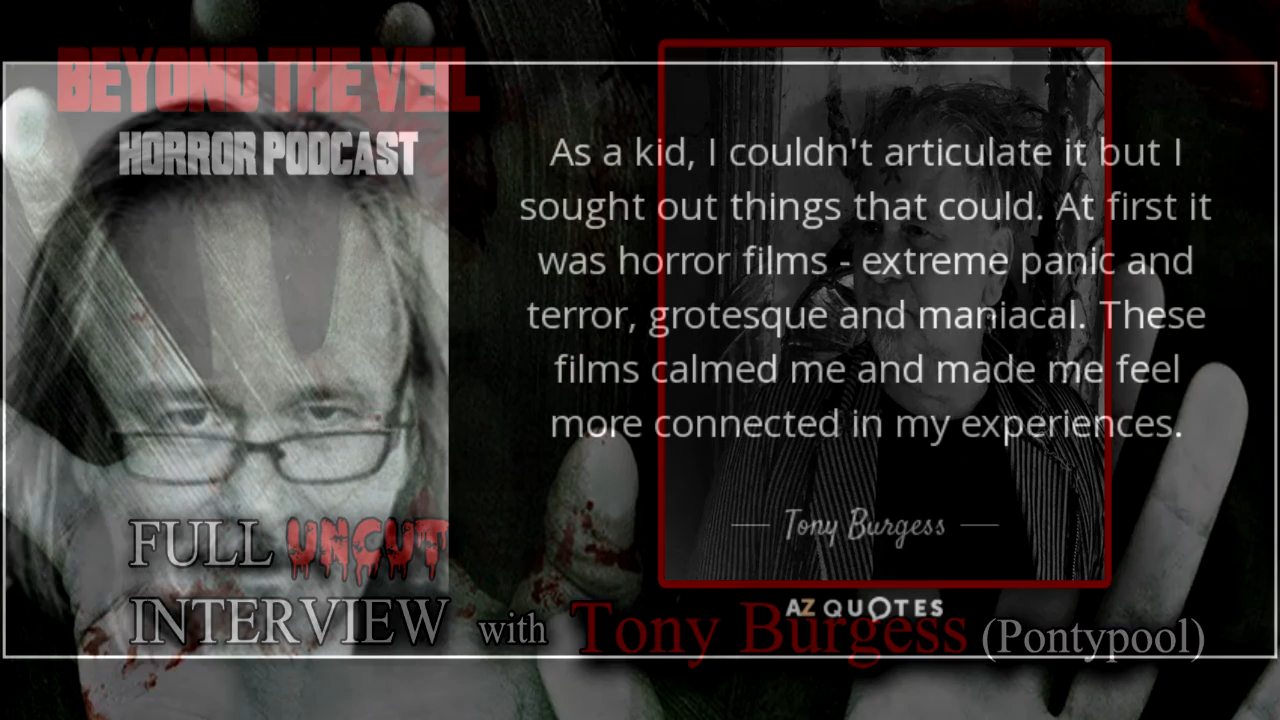 BEYOND THE VEIL
HORROR PODCAST
As a kid, I couldn't articulate it but I
sought out things that could. At first it
was horror films - extreme panic and
terror, grotesque and maniacal. These
films calmed me and made me feel
more connected in my experiences.
Tony Burgess
AZ QUOTES
FULL UNCUT
INTERVIEW with Tony Burgess (Pontypool)